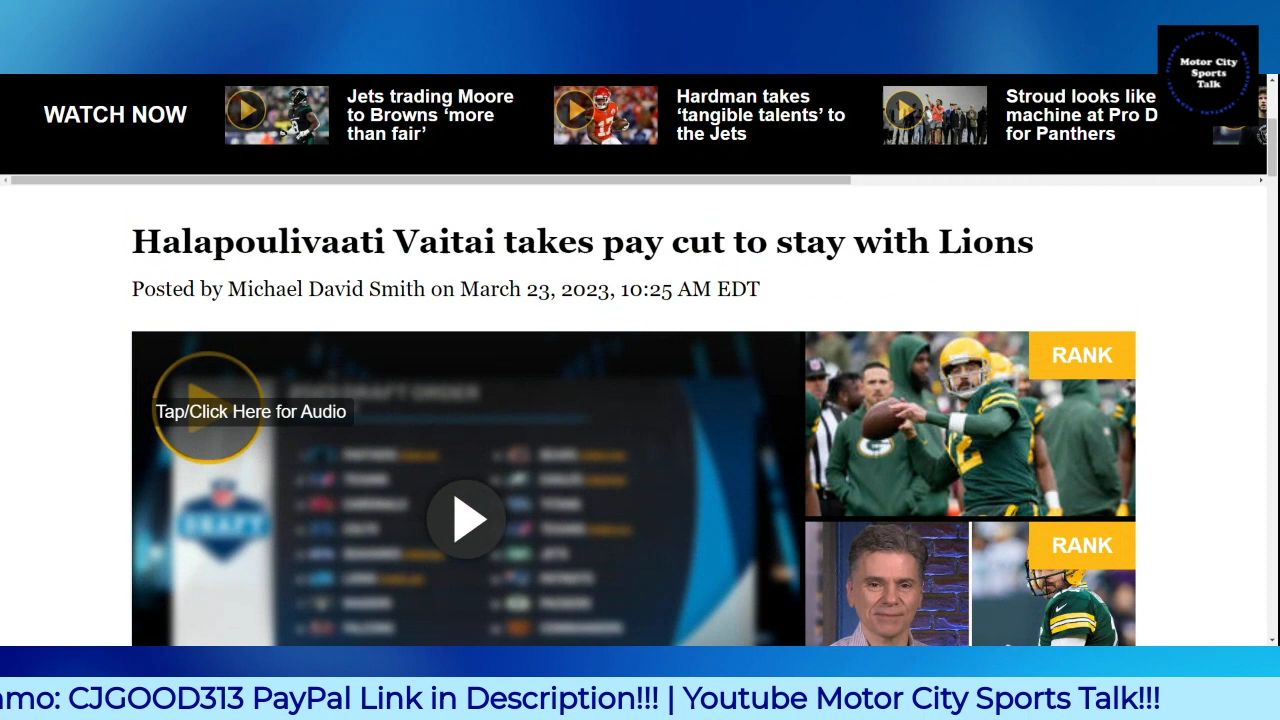 Motor City
Sports
Talk
WATCH NOW
Jets trading Moore
to Browns ‘more
than fair’
Hardman takes
‘tangible talents’ to
the Jets
Stroud looks like
machine at Pro D
for Panthers
Halapoulivaati Vaitai takes pay cut to stay with Lions
Posted by Michael David Smith on March 23, 2023, 10:25 AM EDT
Tap/Click Here for Audio
RANK
RANK
DRAFT
mo: CJGOOD313 PayPal Link in Description!!! | Youtube Motor City Sports Talk!!!